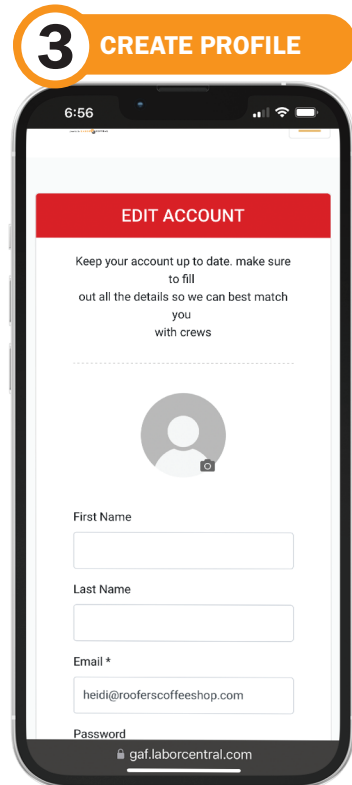 3 CREATE PROFILE
6:56
EDIT ACCOUNT
Keep your account up to date. make sure
to fill
out all the details so we can best match
you
with crews
First Name
Last Name
Email *
heidi@rooferscoffeeshop.com
Password
gaf.laborcentral.com